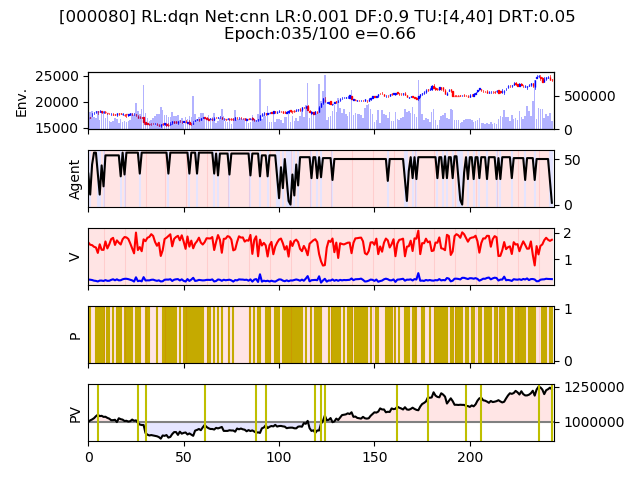 [000080] RL:dqn Net:cnn LR:0.001 DF:0.9 TU:[4,40] DRT:0.05
Epoch:035/100 e=0.66
Env.
25000
20000
15000
500000
0
Agent
50
0
V
2
1
P
1
0
PV
1250000
1000000
0
50
100
150
200